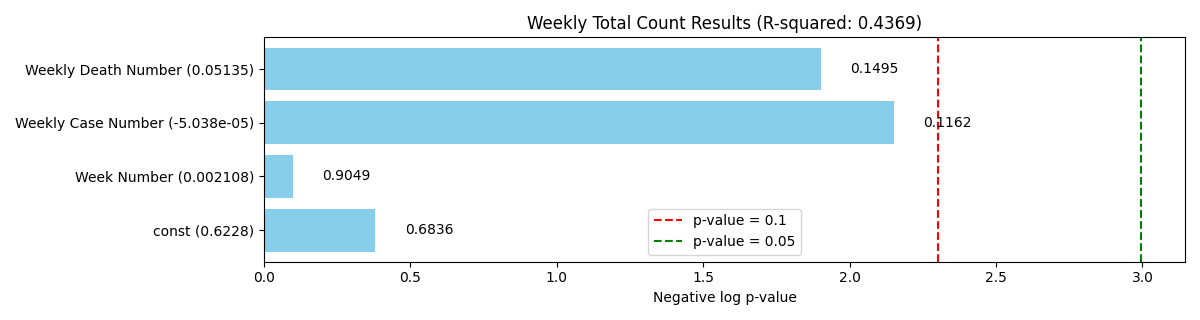 Weekly Total Count Results (R-squared: 0.4369)
Weekly Death Number (0.05135)
0.1495
Weekly Case Number (-5.038e-05)
0.1162
Week Number (0.002108)
0.9049
const (0.6228)
0.6836
p-value = 0.1
p-value = 0.05
0.0 0.5 1.0 1.5 2.0 2.5 3.0
Negative log p-value